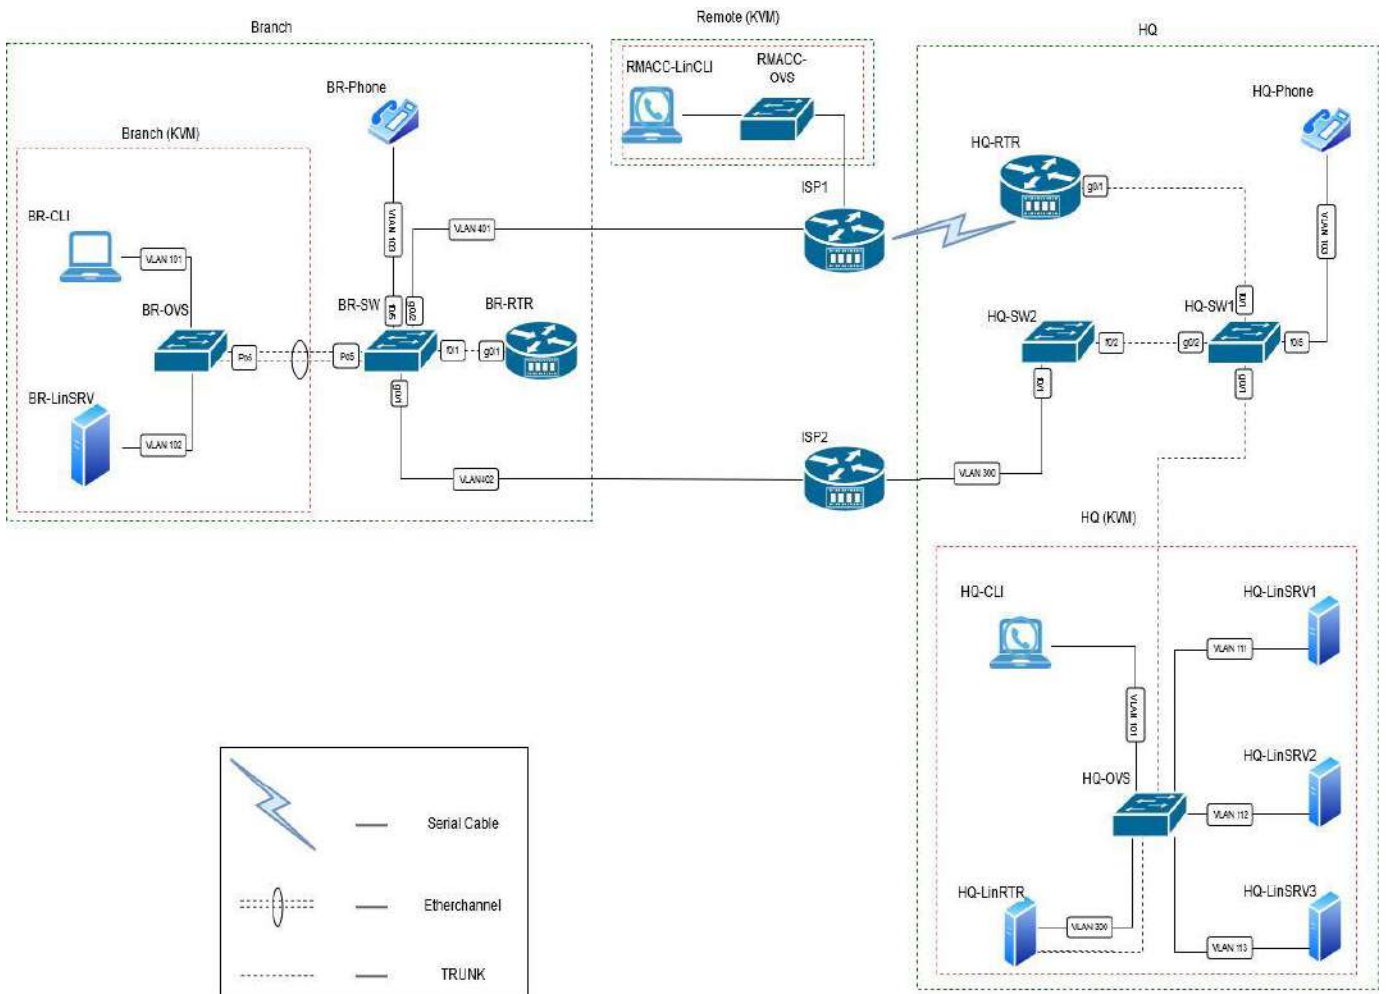 Branch
Remote (KVM)
HQ
RMACC-LinCLI
RMACC-
OVS
BR-Phone
HQ-Phone
Branch (KVM)
HQ-RTR
ISP1
g0/1
BR-CLI
VLAN 103
VLAN 401
VLAN 103
VLAN 101
BR-OVS
BR-SW
f0/5
g0/2
BR-RTR
HQ-SW2
HQ-SW1
f0/1
Po5
Po5
f0/1
g0/1
f0/2
g0/2
f0/5
BR-LinSRV
f0/1
g0/1
g0/1
VLAN 102
ISP2
VLAN402
VLAN 300
HQ (KVM)
HQ-CLI
HQ-LinSRV1
VLAN 111
VLAN 101
HQ-LinSRV2
HQ-OVS
VLAN 112
Serial Cable
HQ-LinRTR
HQ-LinSRV3
Etherchannel
VLAN 300
VLAN 113
TRUNK